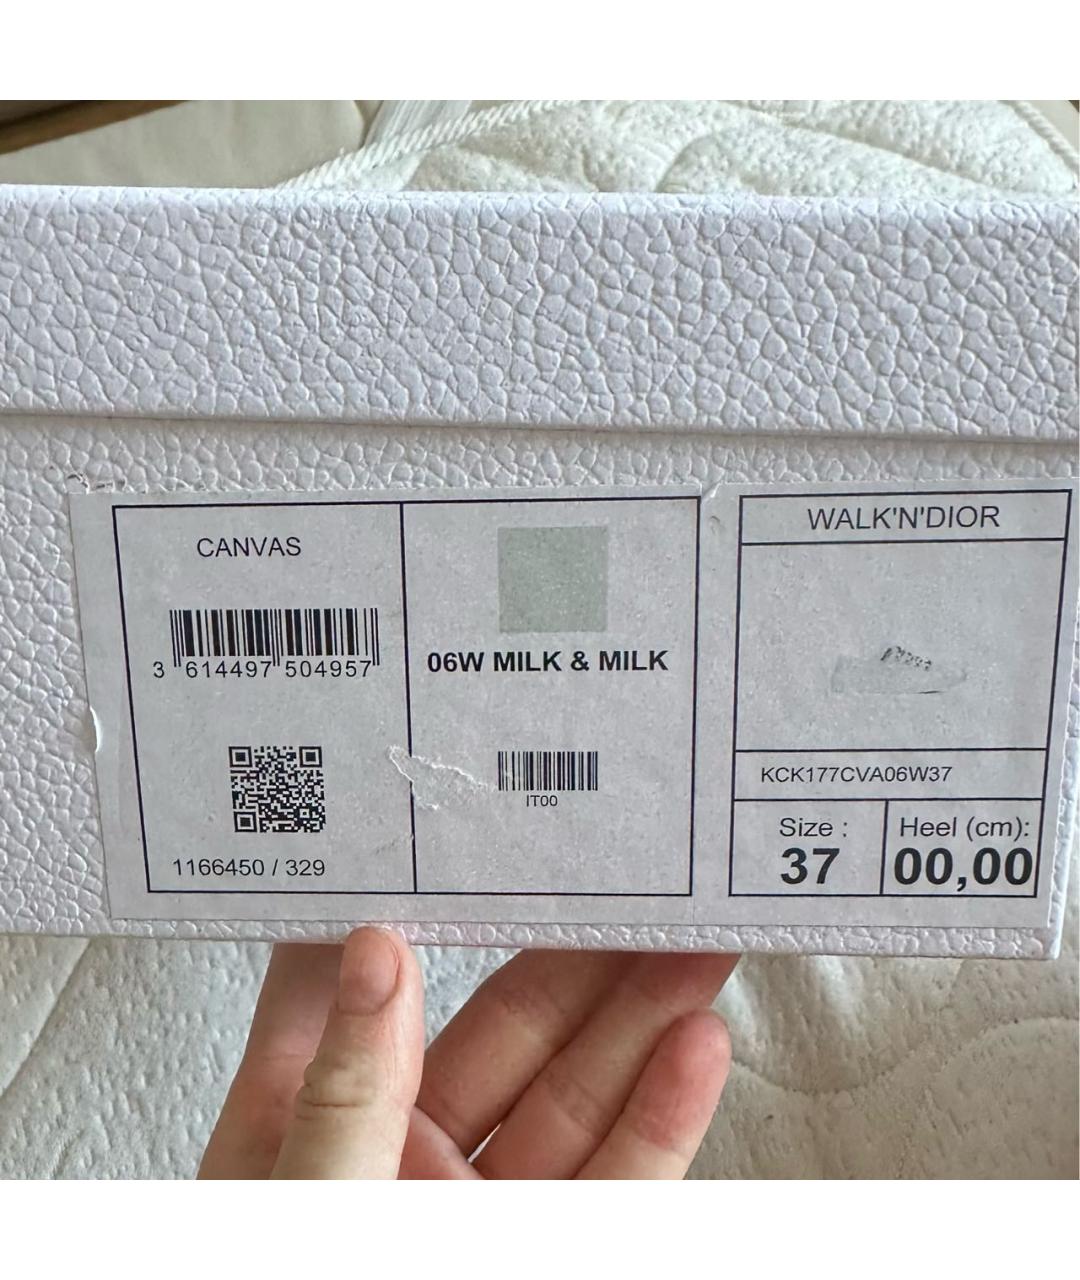 CANVAS
3 614497 504957
1166450 / 329
06W MILK & MILK
IT00
WALK'N'DIOR
KCK177CVA06W37
Size :
37
Heel (cm):
00,00